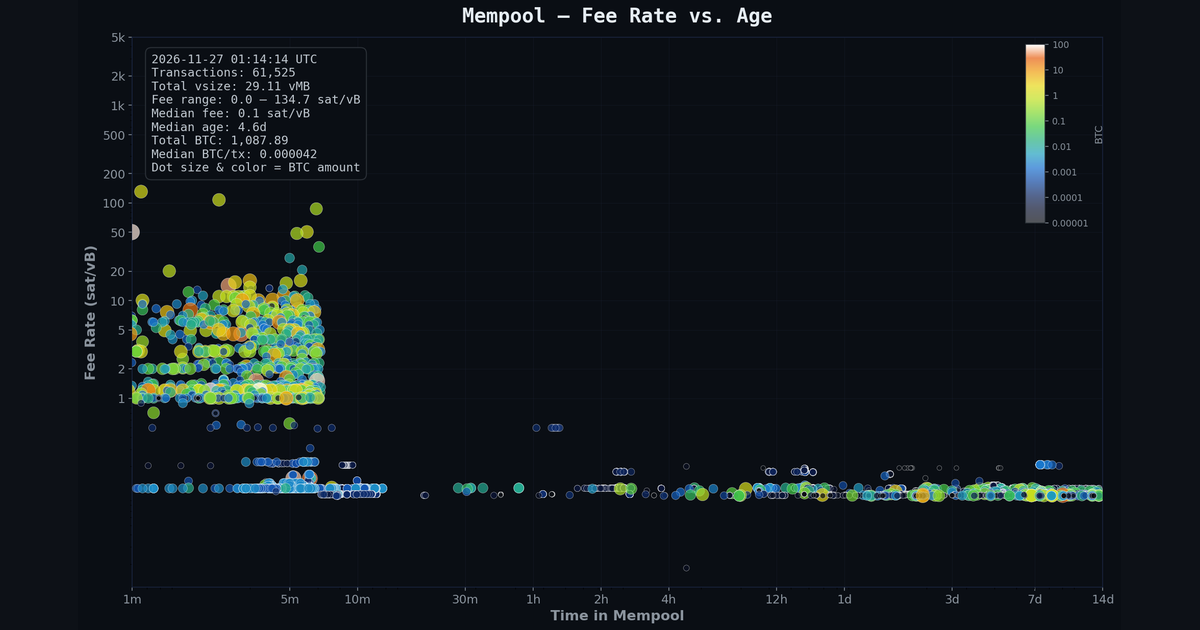 Mempool — Fee Rate vs. Age
2026-11-27 01:14:14 UTC
Transactions: 61,525
Total vsize: 29.11 vMB
Fee range: 0.0 – 134.7 sat/vB
Median fee: 0.1 sat/vB
Median age: 4.6d
Total BTC: 1,087.89
Median BTC/tx: 0.000042
Dot size & color = BTC amount
5k
2k
1k
500
200
100
50
20
10
5
2
1
Fee Rate (sat/vB)
100
10
1
0.1
0.01
0.001
0.0001
0.00001
BTC
1m
5m
10m
30m
1h
2h
4h
12h
1d
3d
7d
14d
Time in Mempool